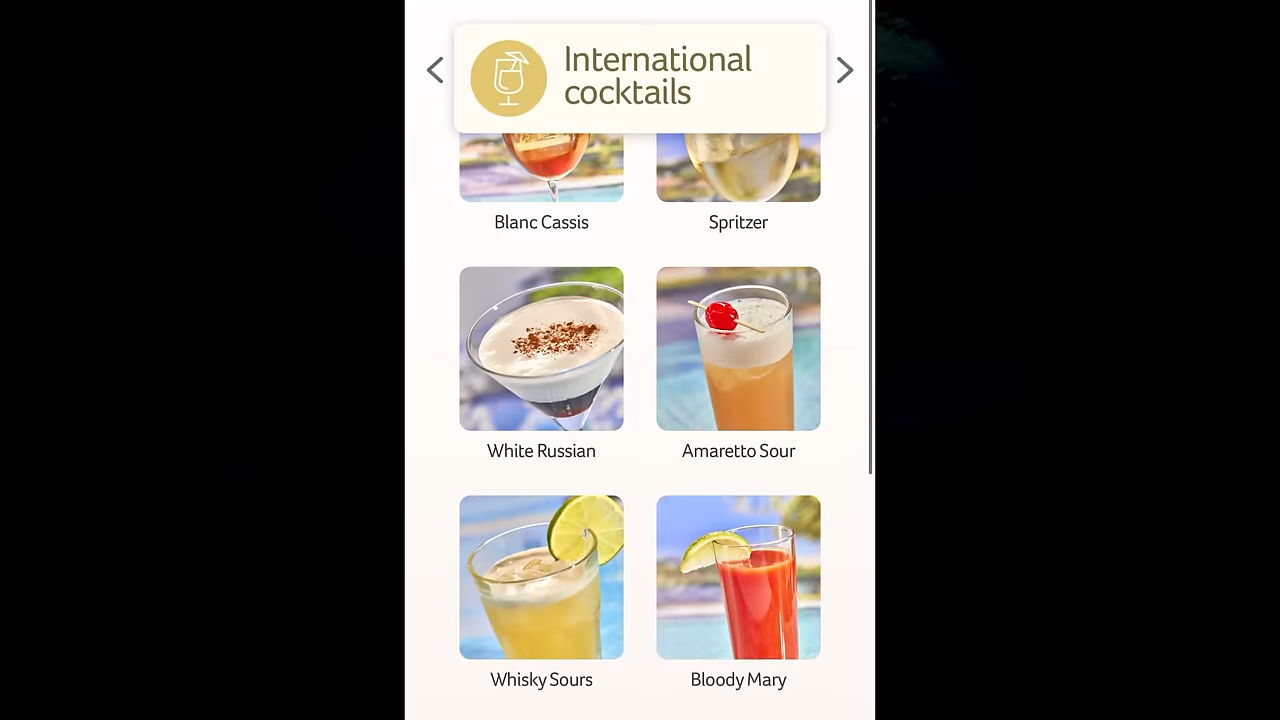 International
cocktails
Blanc Cassis
Spritzer
White Russian
Amaretto Sour
Whisky Sours
Bloody Mary